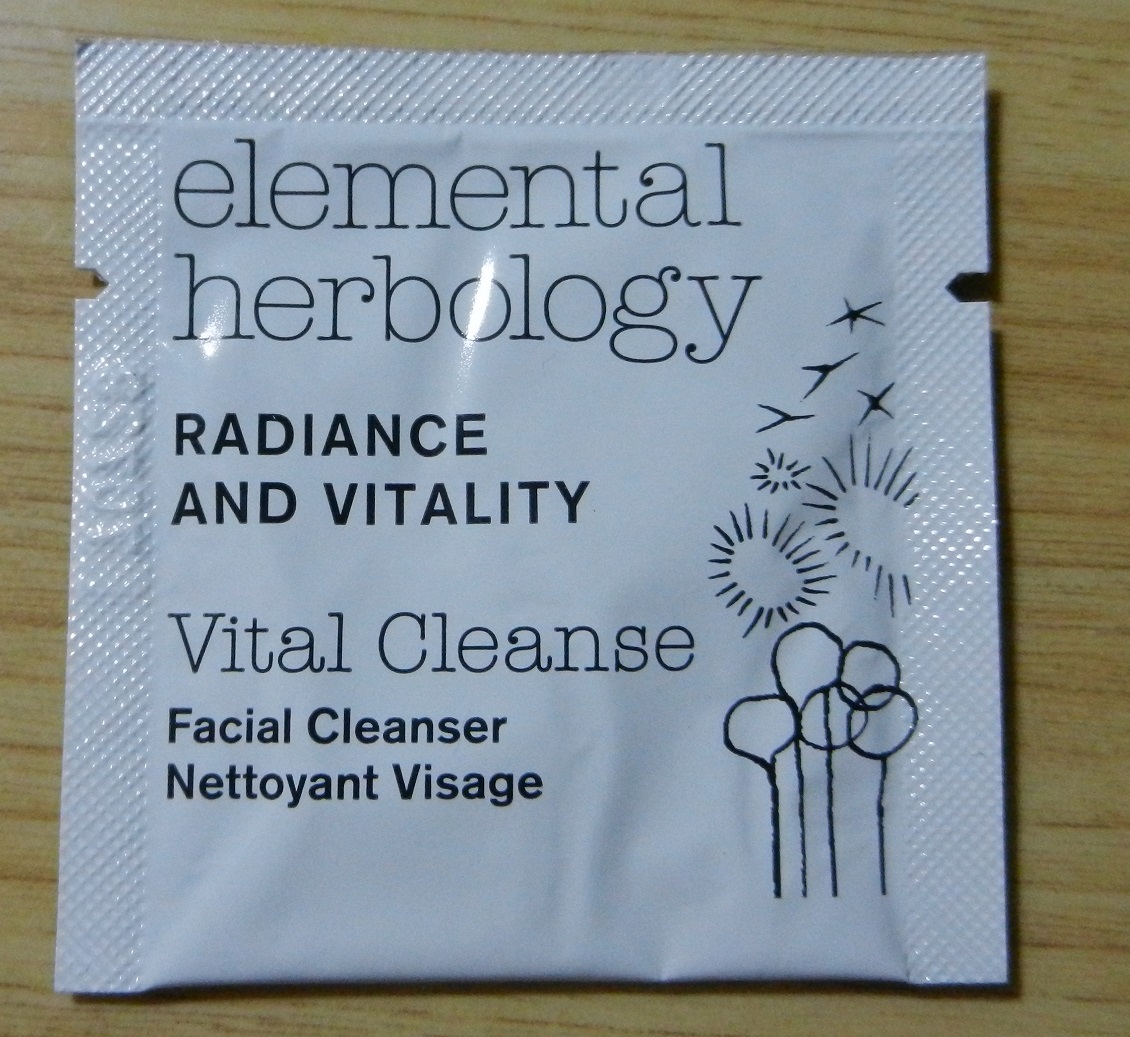 elemental
herbology
RADIANCE
AND VITALITY
Vital Cleanse
Facial Cleanser
Nettoyant Visage